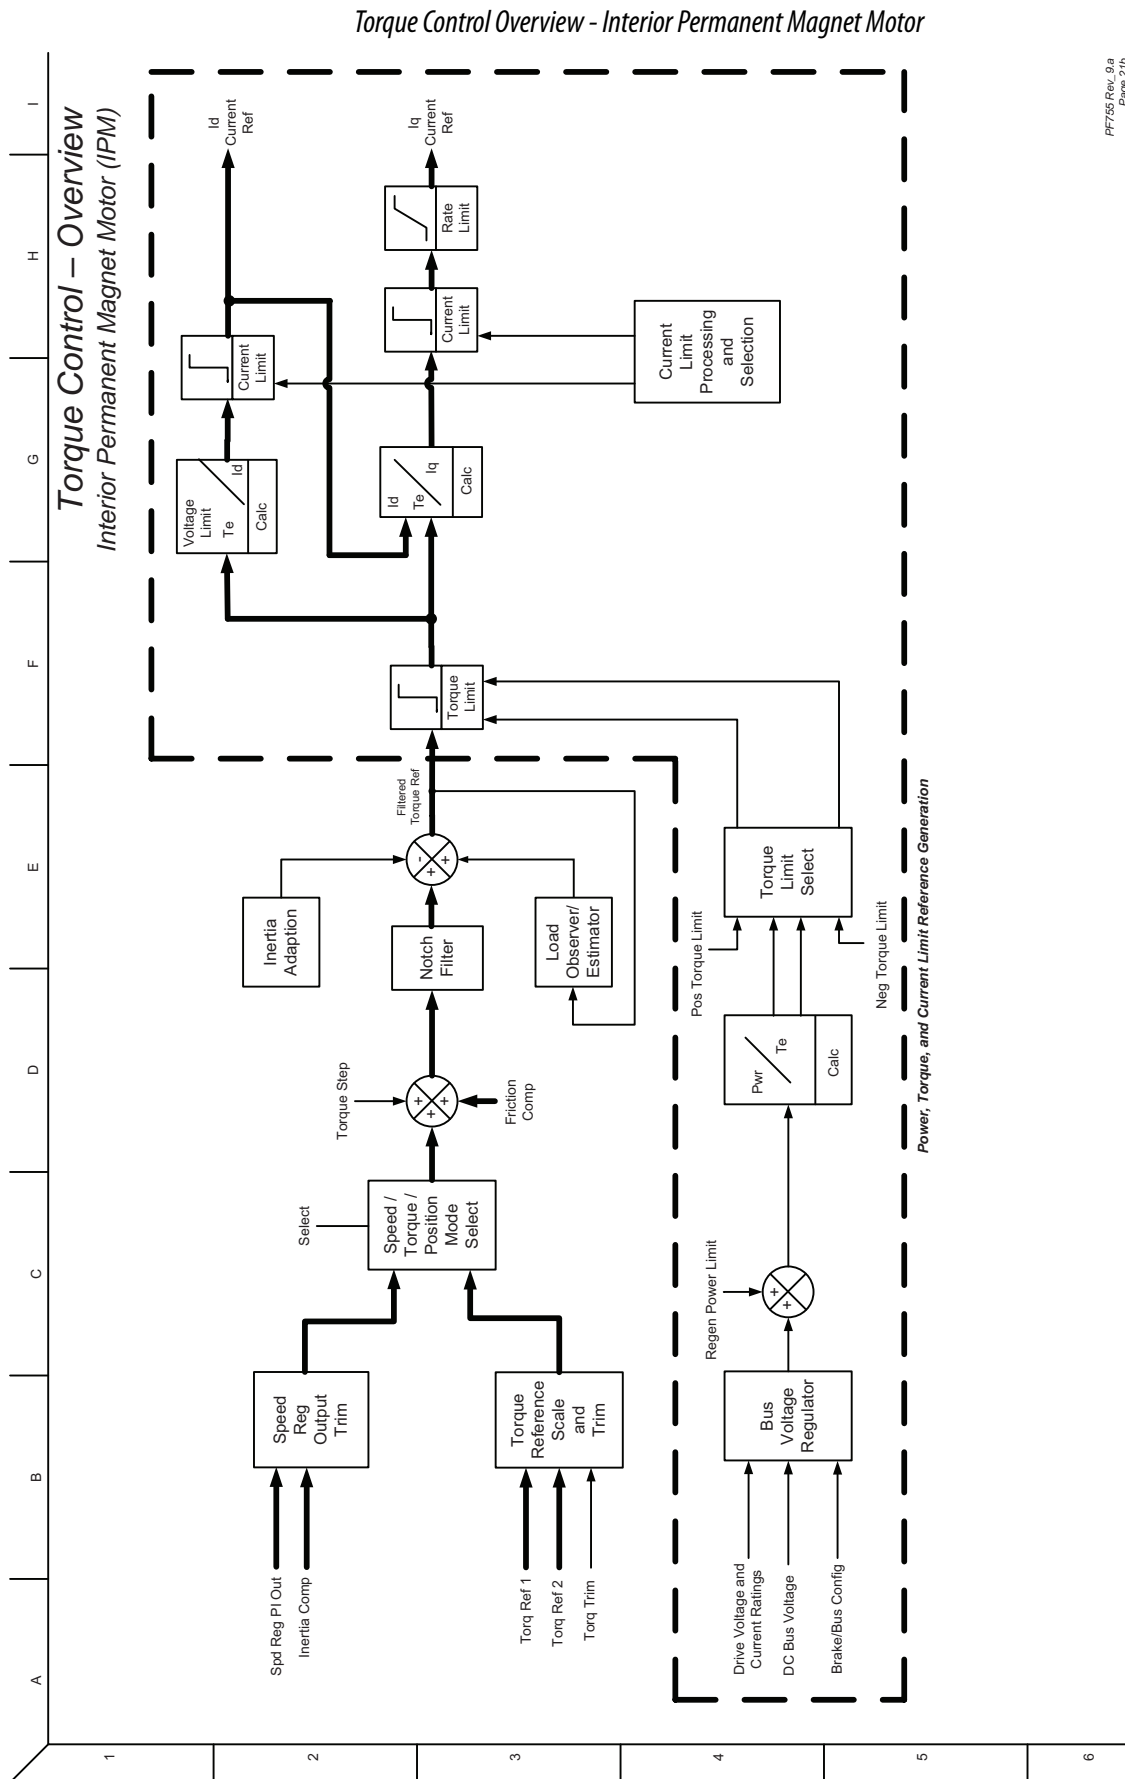 Torque Control Overview - Interior Permanent Magnet Motor
Torque Control – Overview
Interior Permanent Magnet Motor (IPM)
A
B
C
D
E
F
G
H
I
1
2
3
4
5
6
Spd Reg PI Out
Inertia Comp
Speed
Reg
Output
Trim
Torq Ref 1
Torq Ref 2
Torq Trim
Torque
Reference
Scale
and
Trim
Select
Speed /
Torque /
Position
Mode
Select
Torque Step
+
+
+
Friction
Comp
Notch
Filter
Inertia
Adaption
-
+
+
Load
Observer/
Estimator
Filtered
Torque Ref
Torque
Limit
Voltage
Limit
Te
Id
Calc
Current
Limit
Id
Current
Ref
Id
Te
Iq
Calc
Current
Limit
Rate
Limit
Iq
Current
Ref
Current
Limit
Processing
and
Selection
Drive Voltage and
Current Ratings
DC Bus Voltage
Brake/Bus Config
Bus
Voltage
Regulator
Regen Power Limit
+
+
Pwr
Te
Calc
Pos Torque Limit
Neg Torque Limit
Torque
Limit
Select
Power, Torque, and Current Limit Reference Generation
PF755 Rev_9.a
Page 21b